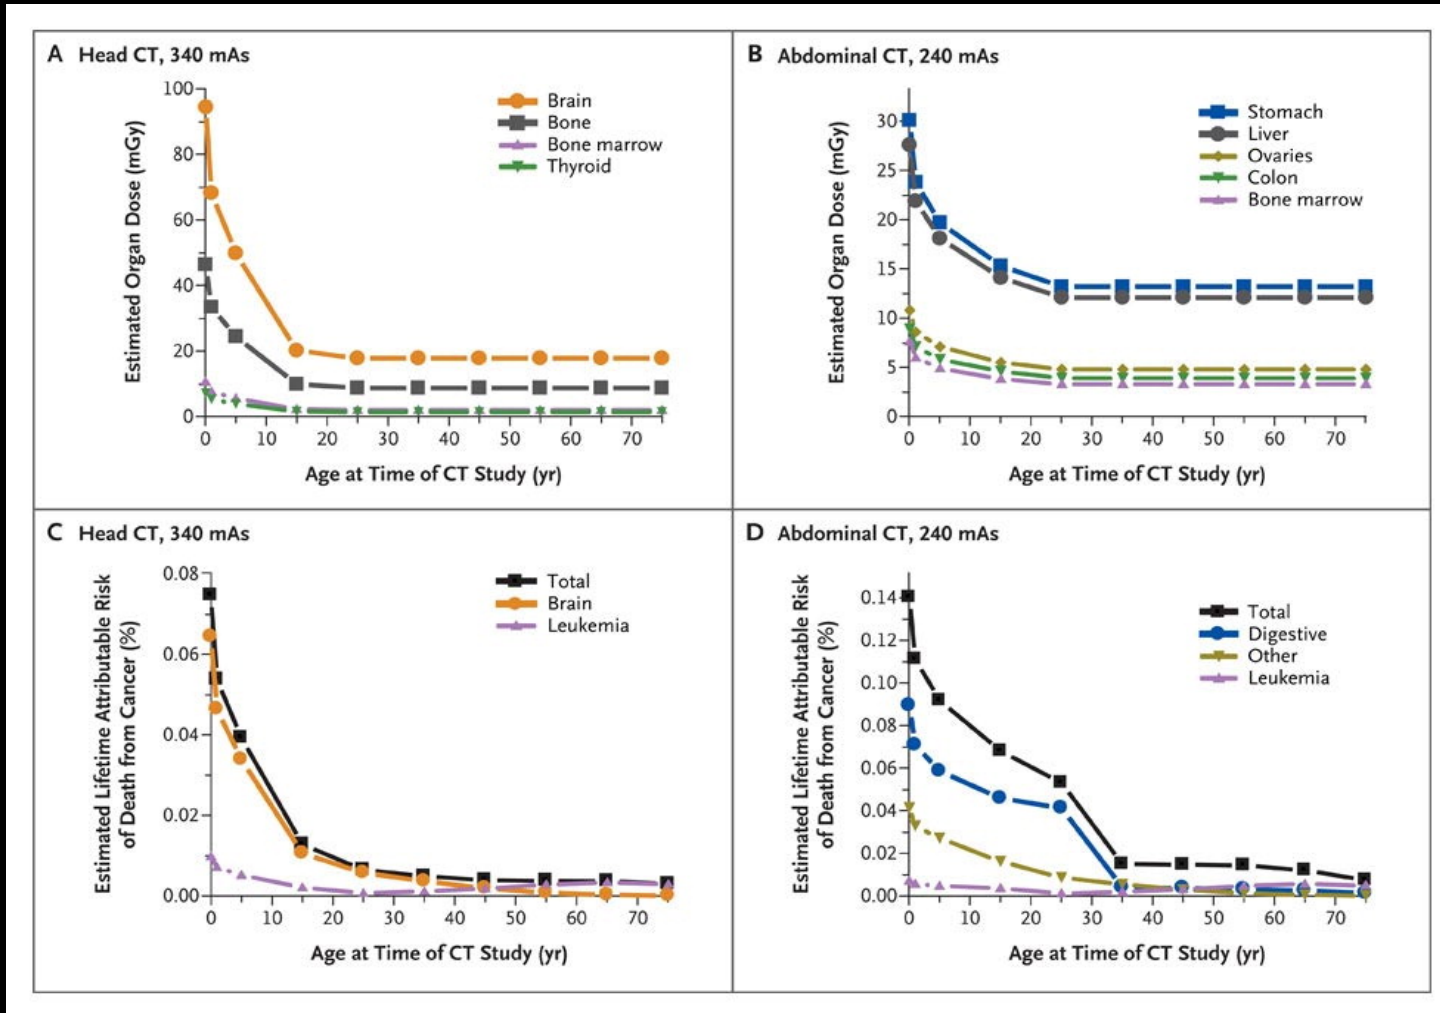 A Head CT, 340 mAs
Estimated Organ Dose (mGy)
100
80
60
40
20
0
Brain
Bone
Bone marrow
Thyroid
0 10 20 30 40 50 60 70
Age at Time of CT Study (yr)
B Abdominal CT, 240 mAs
Estimated Organ Dose (mGy)
30
25
20
15
10
5
0
Stomach
Liver
Ovaries
Colon
Bone marrow
0 10 20 30 40 50 60 70
Age at Time of CT Study (yr)
C Head CT, 340 mAs
Estimated Lifetime Attributable Risk
of Death from Cancer (%)
0.08
0.06
0.04
0.02
0.00
Total
Brain
Leukemia
0 10 20 30 40 50 60 70
Age at Time of CT Study (yr)
D Abdominal CT, 240 mAs
Estimated Lifetime Attributable Risk
of Death from Cancer (%)
0.14
0.12
0.10
0.08
0.06
0.04
0.02
0.00
Total
Digestive
Other
Leukemia
0 10 20 30 40 50 60 70
Age at Time of CT Study (yr)